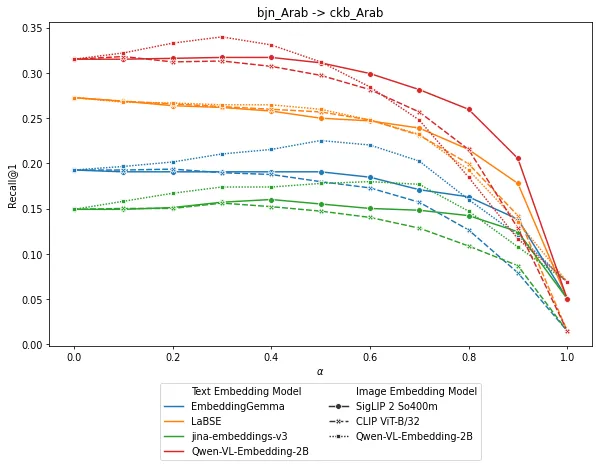 bjn_Arab -> ckb_Arab
0.35
0.30
0.25
0.20
0.15
0.10
0.05
0.00
Recall@1
0.0 0.2 0.4 0.6 0.8 1.0
α
Text Embedding Model
EmbeddingGemma
LaBSE
jina-embeddings-v3
Qwen-VL-Embedding-2B
Image Embedding Model
SigLIP 2 So400m
CLIP ViT-B/32
Qwen-VL-Embedding-2B